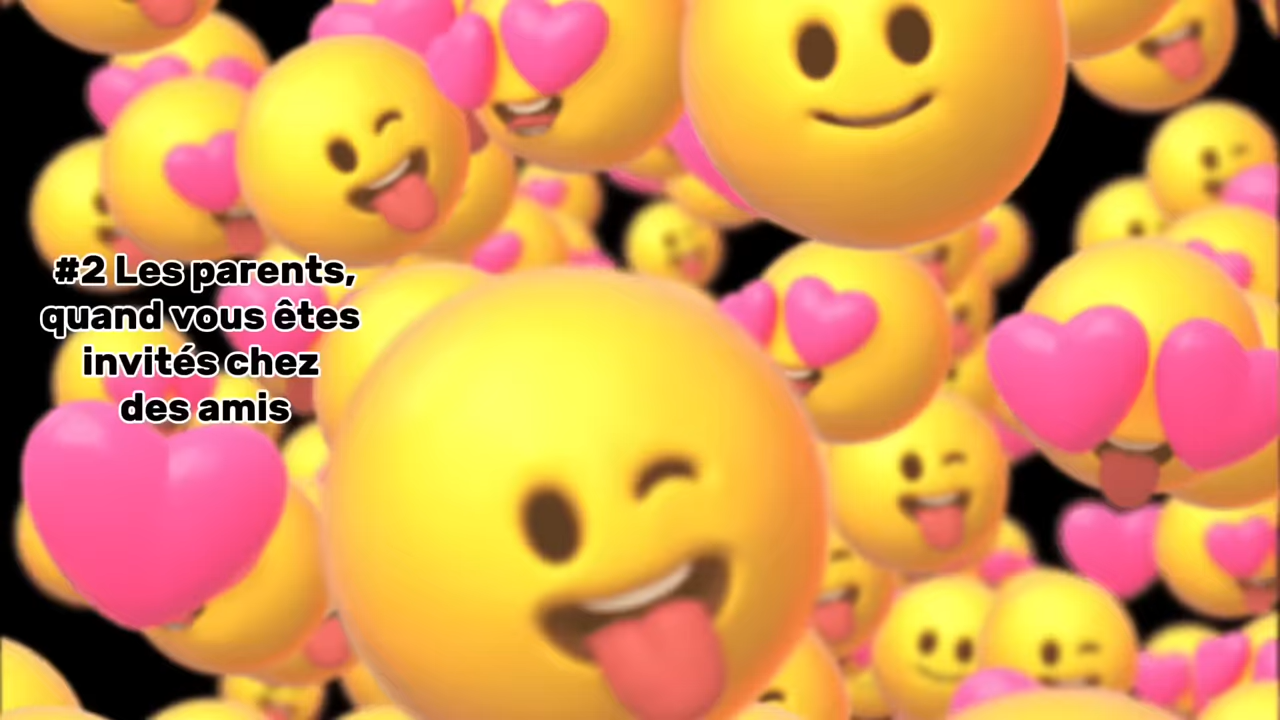 #2 Les parents,
quand vous êtes
invités chez
des amis